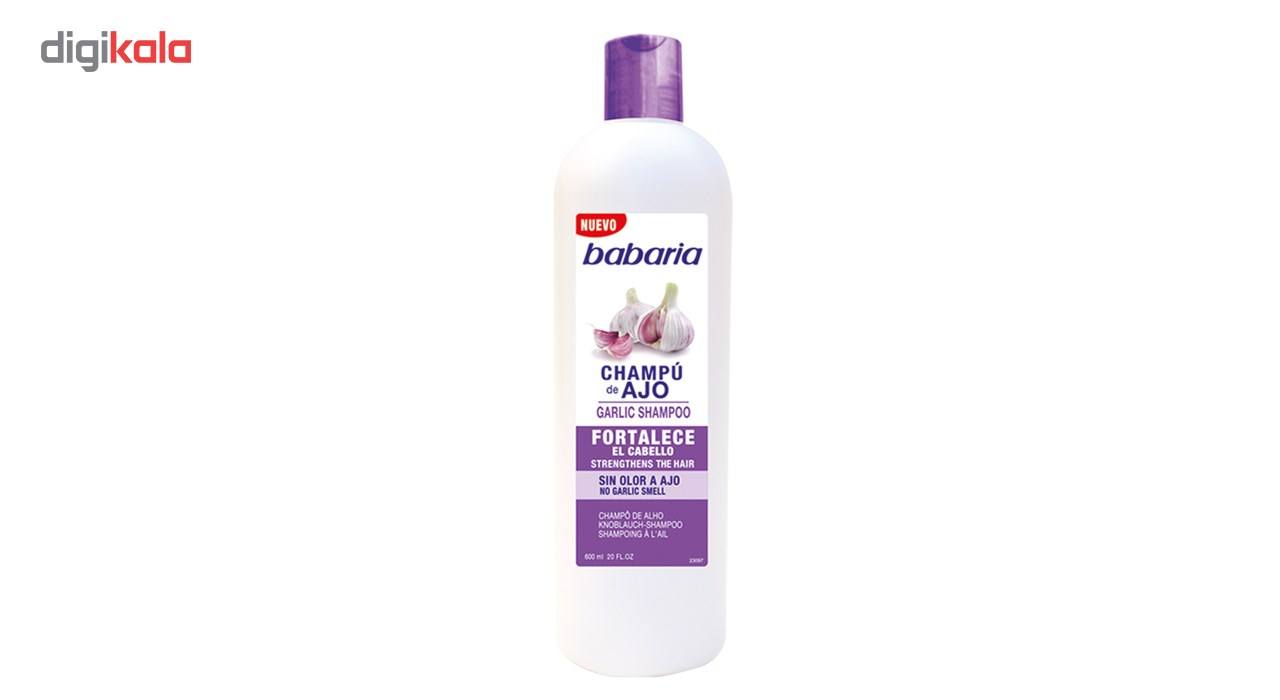 digikala
NUEVO
babaria
CHAMPÚ
de AJO
GARLIC SHAMPOO
FORTALECE
EL CABELLO
STRENGTHENS THE HAIR
SIN OLOR A AJO
NO GARLIC SMELL
CHAMPÔ DE ALHO
KNOBLAUCH-SHAMPOO
SHAMPOING À L'AIL
600 ml 20 FL.OZ